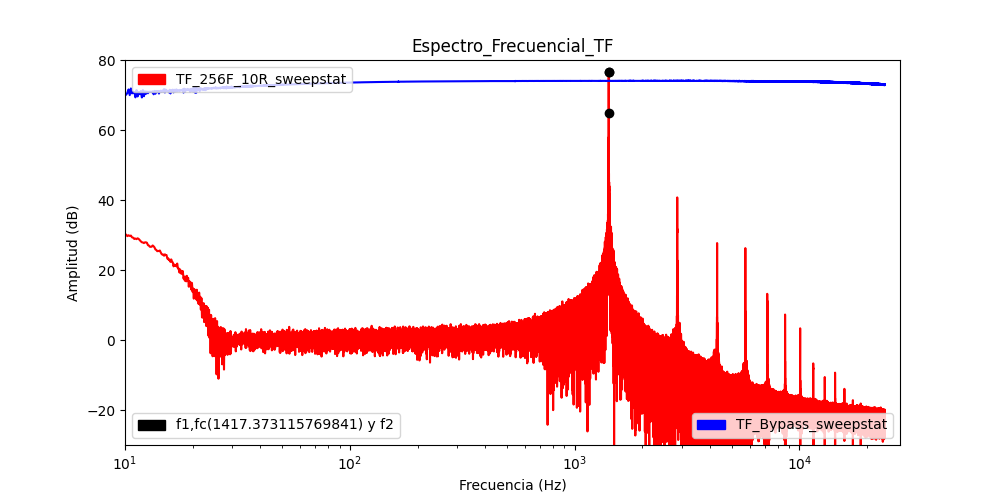 Espectro_Frecuencial_TF
TF_256F_10R_sweepstat
Amplitud (dB)
80
60
40
20
0
−20
f1,fc(1417.373115769841) y f2
TF_Bypass_sweepstat
10^1
10^2
10^3
10^4
Frecuencia (Hz)